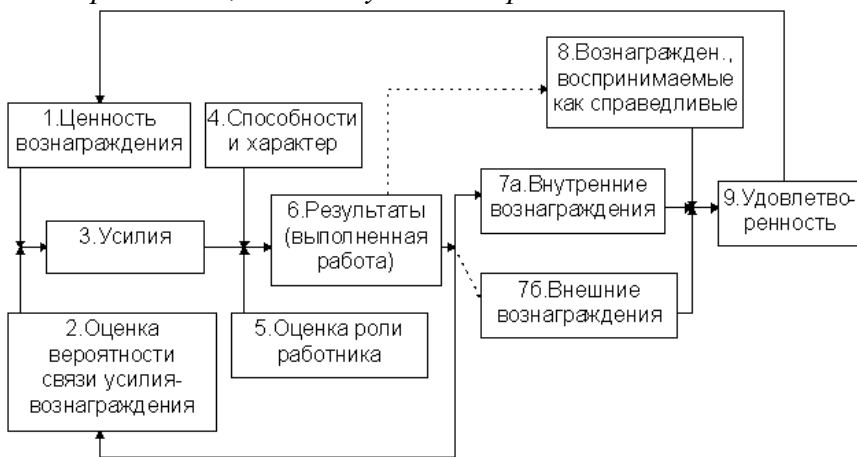 1.Ценность
вознаграждения
2.Оценка
вероятности
связи усилия-
вознаграждения
3.Усилия
4.Способности
и характер
5.Оценка роли
работника
6.Результаты
(выполненная
работа)
7а.Внутренние
вознаграждения
7б.Внешние
вознаграждения
8.Вознагражден.,
воспринимаемые
как справедливые
9.Удовлетво-
ренность